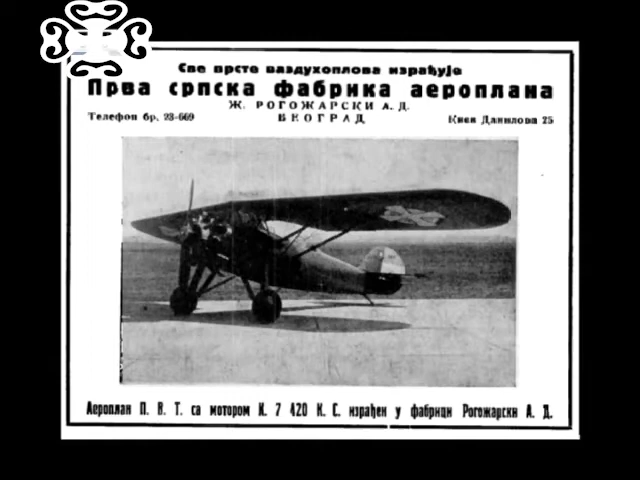 Све врсте ваздухоплова израђује
Прва српска фабрика аероплана
Ж. РОГОЖАРСКИ А. Д.
Телефон бр. 23-669 БЕОГРАД Кнеа Данилова 25
Аероплан П. В. Т. са мотором К. 7 420 К. С. израђен у фабрици Рогожарски А. Д.